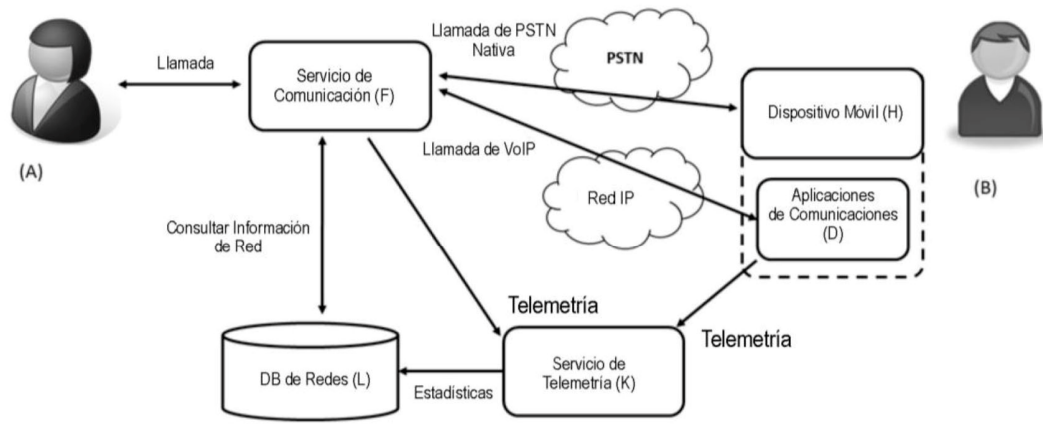 Llamada de PSTN
Nativa
PSTN
Llamada
Servicio de
Comunicación (F)
Dispositivo Móvil (H)
(A)
Llamada de VoIP
(B)
Red IP
Aplicaciones
de Comunicaciones
(D)
Consultar Información
de Red
Telemetría
Telemetría
DB de Redes (L)
Estadísticas
Servicio de
Telemetría (K)